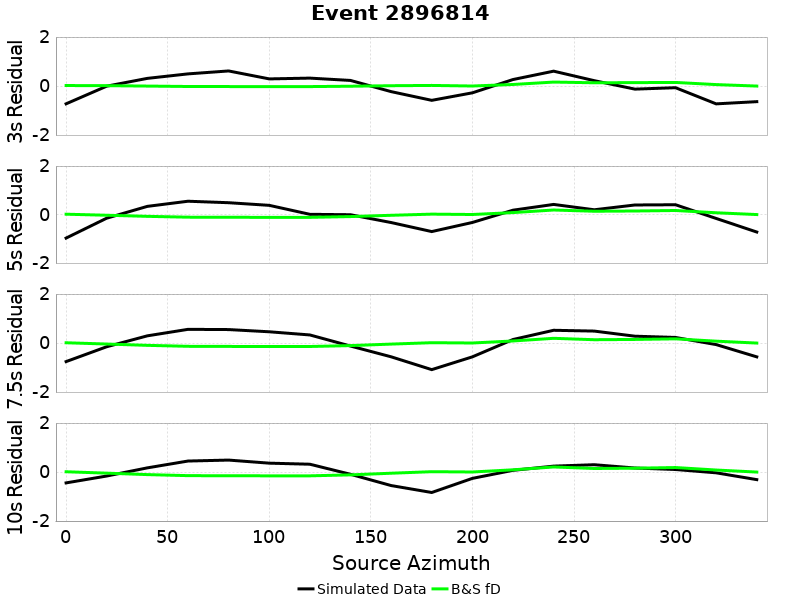 Event 2896814
3s Residual
2
0
-2
5s Residual
2
0
-2
7.5s Residual
2
0
-2
10s Residual
2
0
-2
0 50 100 150 200 250 300
Source Azimuth
Simulated Data B&S fD